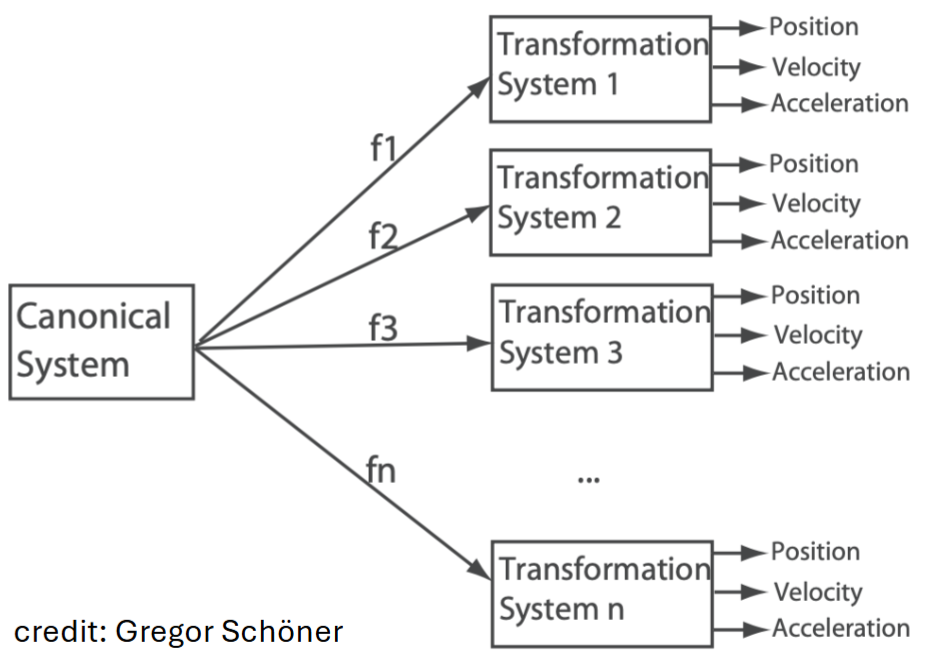 Canonical
System
f1
f2
f3
fn
Transformation
System 1
Position
Velocity
Acceleration
Transformation
System 2
Position
Velocity
Acceleration
Transformation
System 3
Position
Velocity
Acceleration
...
Transformation
System n
Position
Velocity
Acceleration
credit: Gregor Schöner